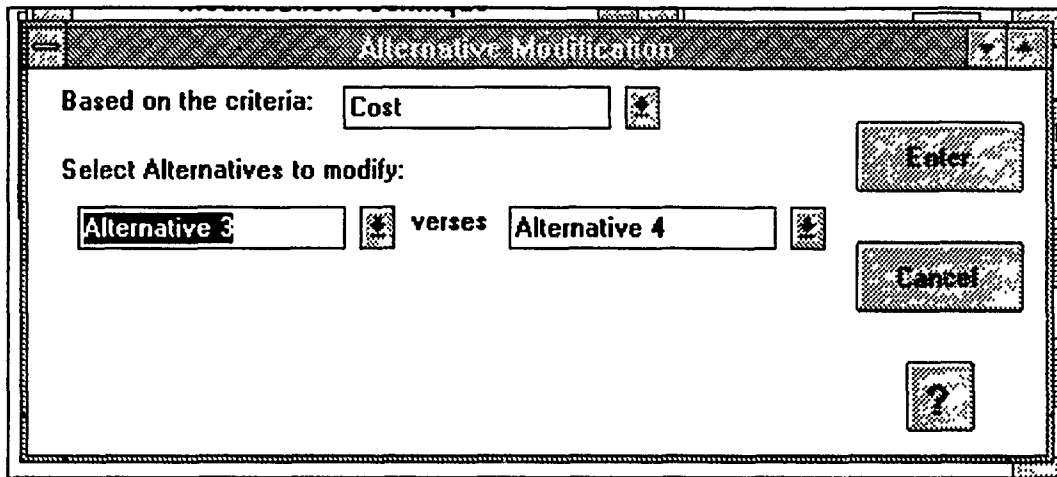 Alternative Modification
Based on the criteria: Cost
Select Alternatives to modify:
Alternative 3 verses Alternative 4
Enter
Cancel
?